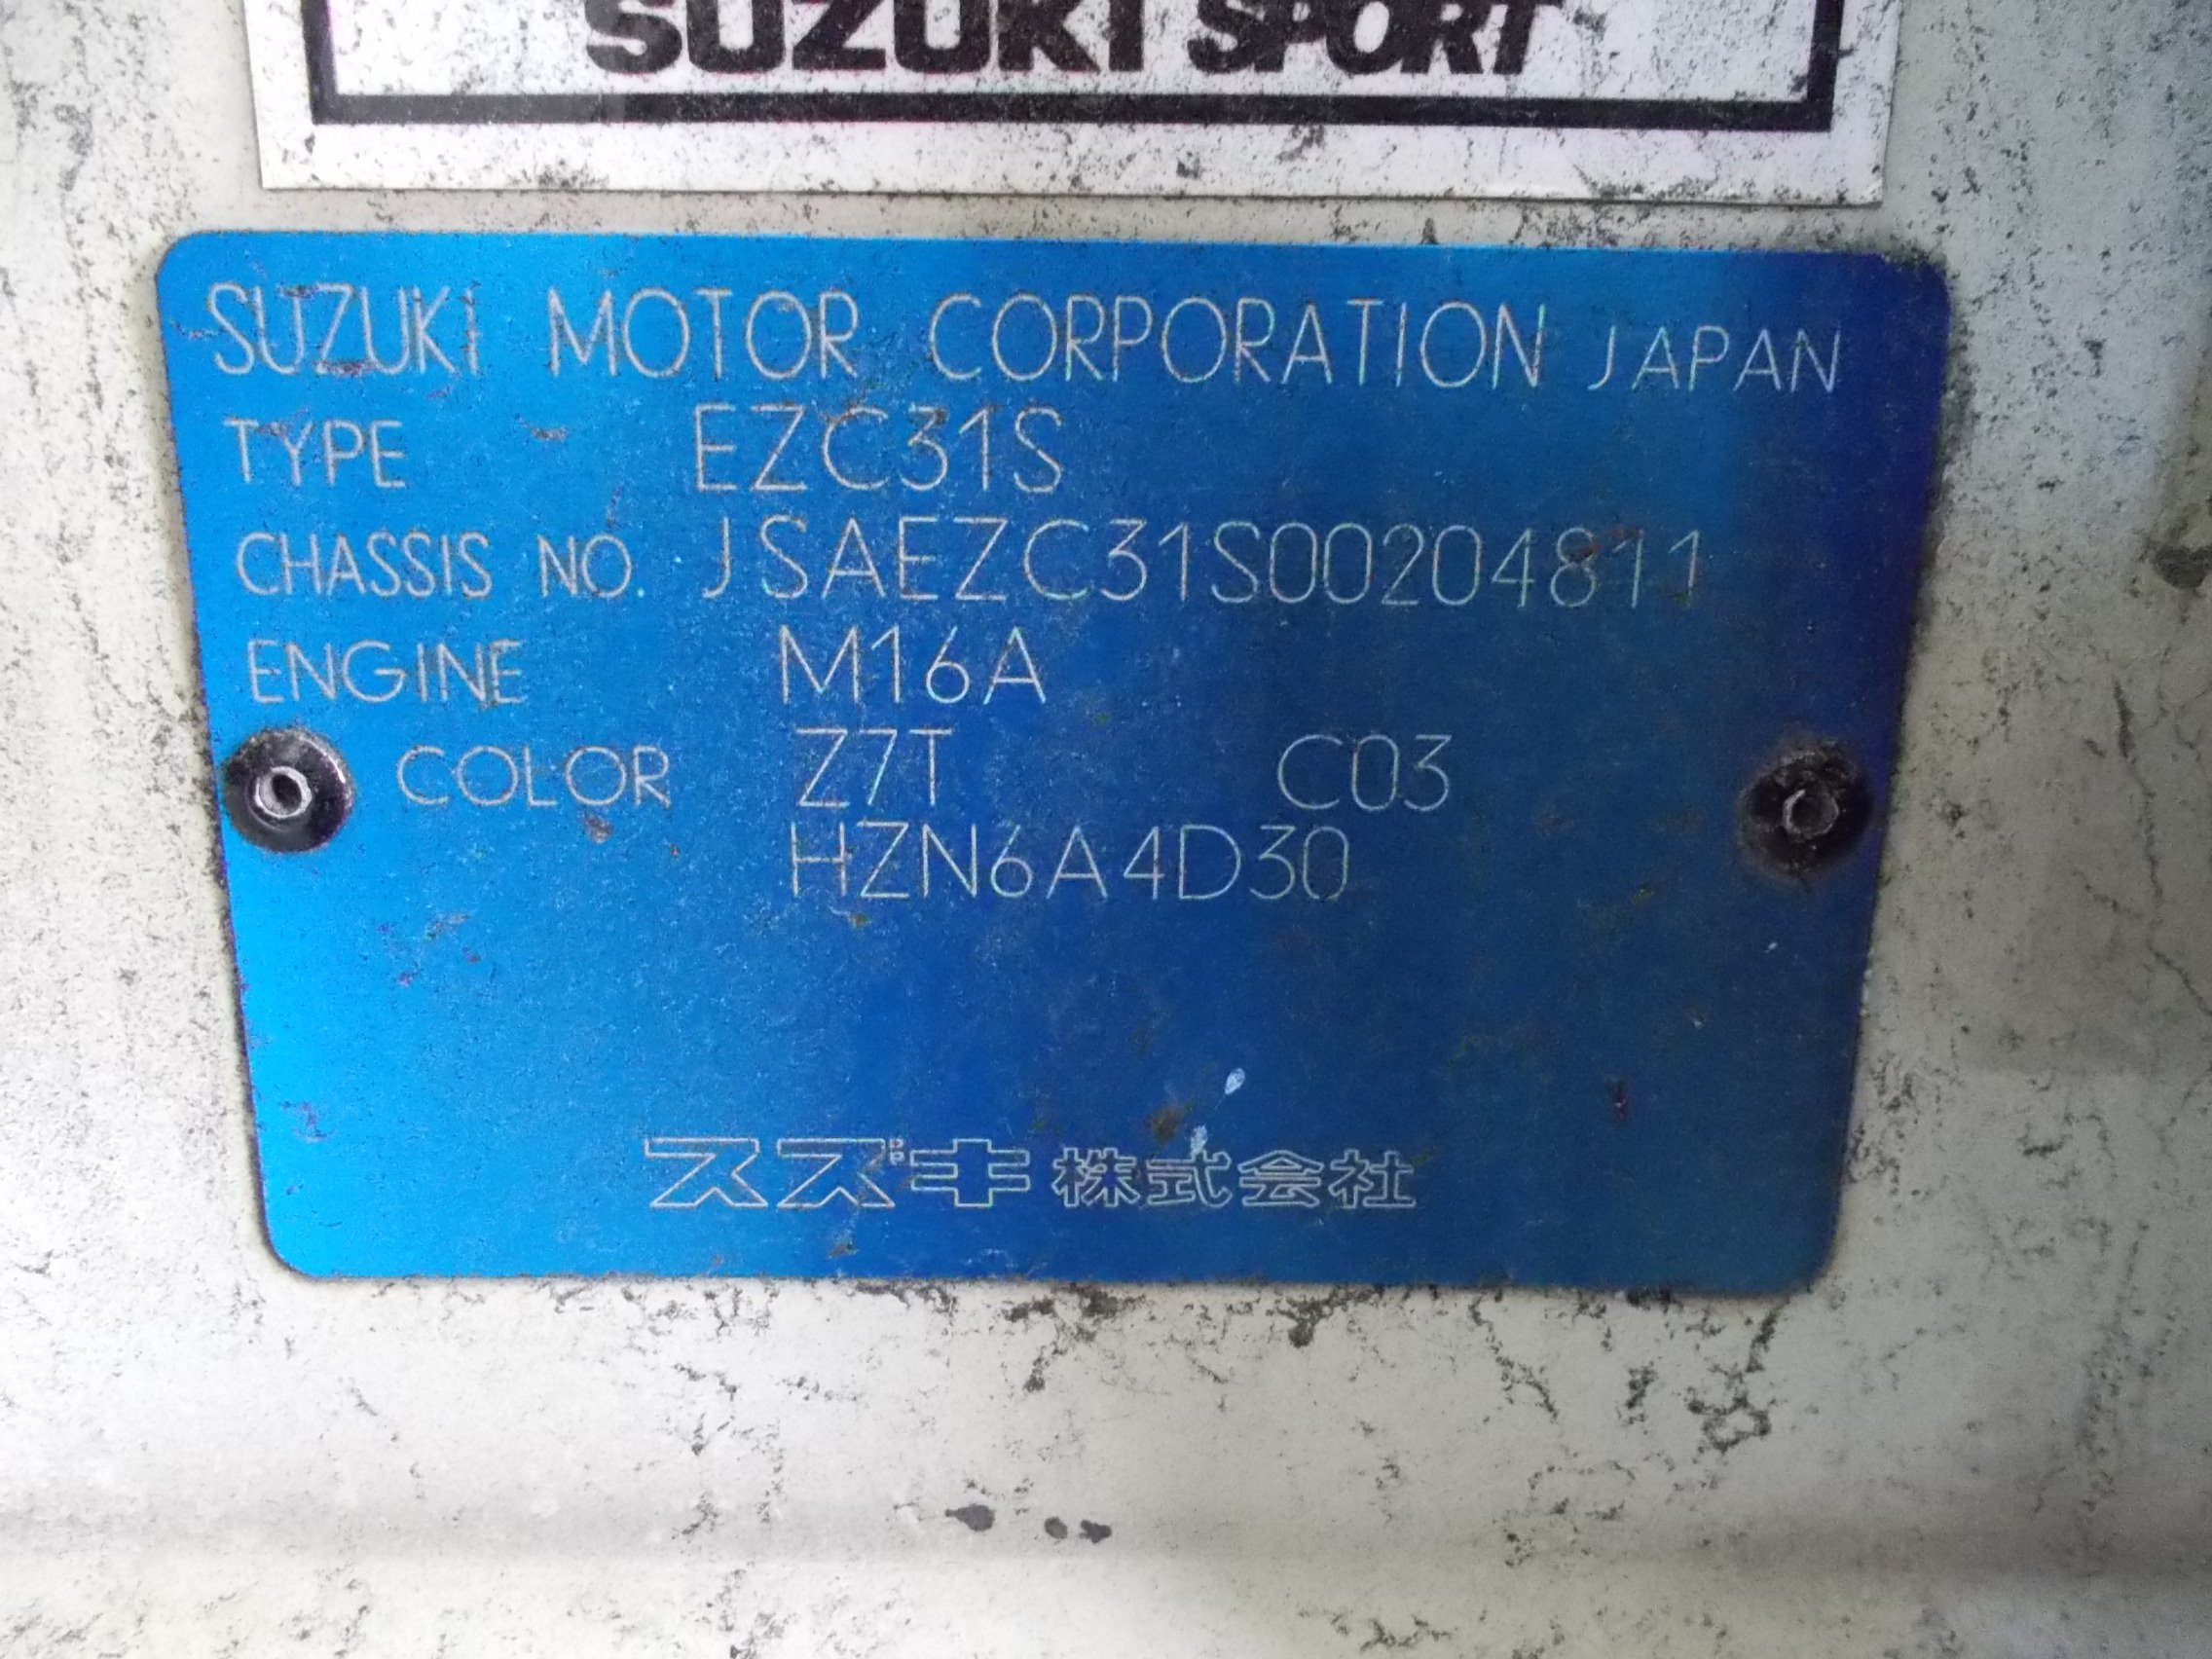 SUZUKI SPORT
SUZUKI MOTOR CORPORATION JAPAN
TYPE EZC31S
CHASSIS NO. JSAEZC31S00204811
ENGINE M16A
COLOR Z7T C03
HZN6A4D30
スズキ株式会社